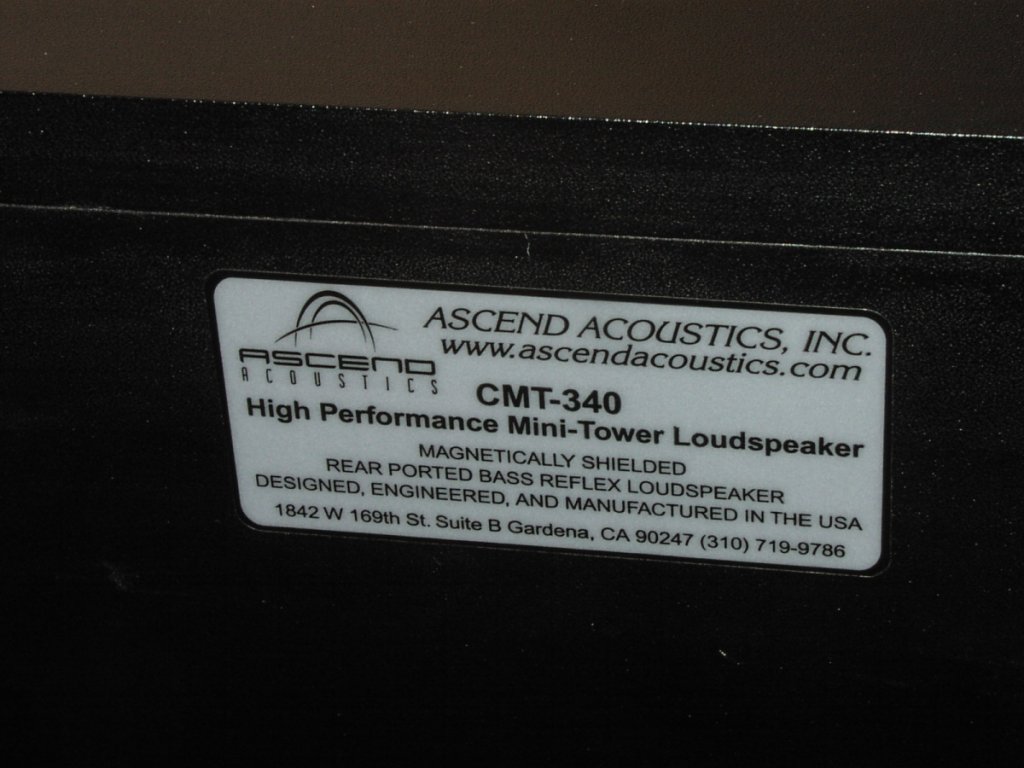 ASCEND
ACOUSTICS
ASCEND ACOUSTICS, INC.
www.ascendacoustics.com
CMT-340
High Performance Mini-Tower Loudspeaker
MAGNETICALLY SHIELDED
REAR PORTED BASS REFLEX LOUDSPEAKER
DESIGNED, ENGINEERED, AND MANUFACTURED IN THE USA
1842 W 169th St. Suite B Gardena, CA 90247 (310) 719-9786